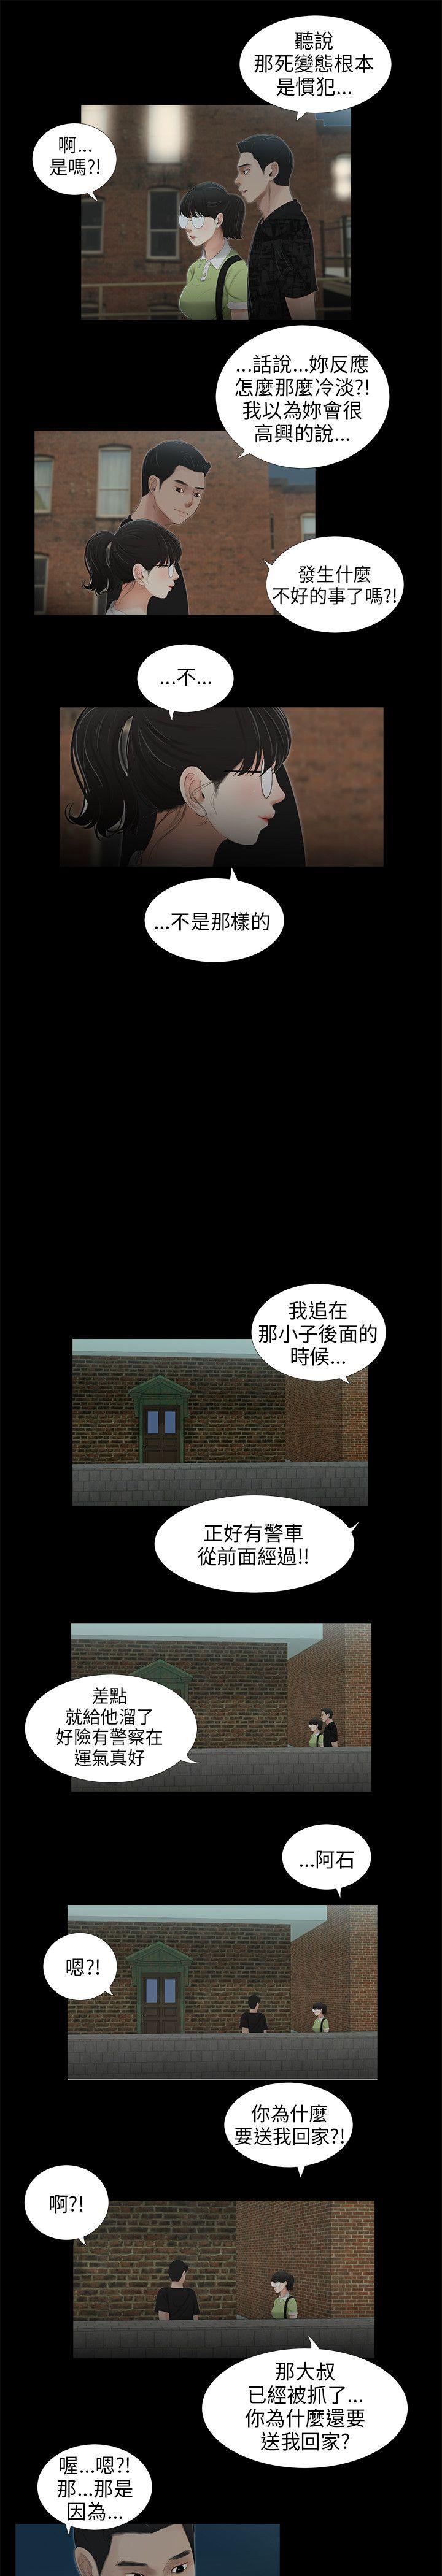 聽說
那死變態根本
是慣犯...
啊...
是嗎?!
...話說...妳反應
怎麼那麼冷淡?!
我以為妳會很
高興的說...
發生什麼
不好的事了嗎?!
...不...
...不是那樣的
我追在
那小子後面的
時候...
正好有警車
從前面經過!!
差點
就給他溜了
好險有警察在
運氣真好
...阿石
嗯?!
你為什麼
要送我回家?!
啊?!
那大叔
已經被抓了...
你為什麼還要
送我回家?
喔...嗯?!
那...那是
因為...